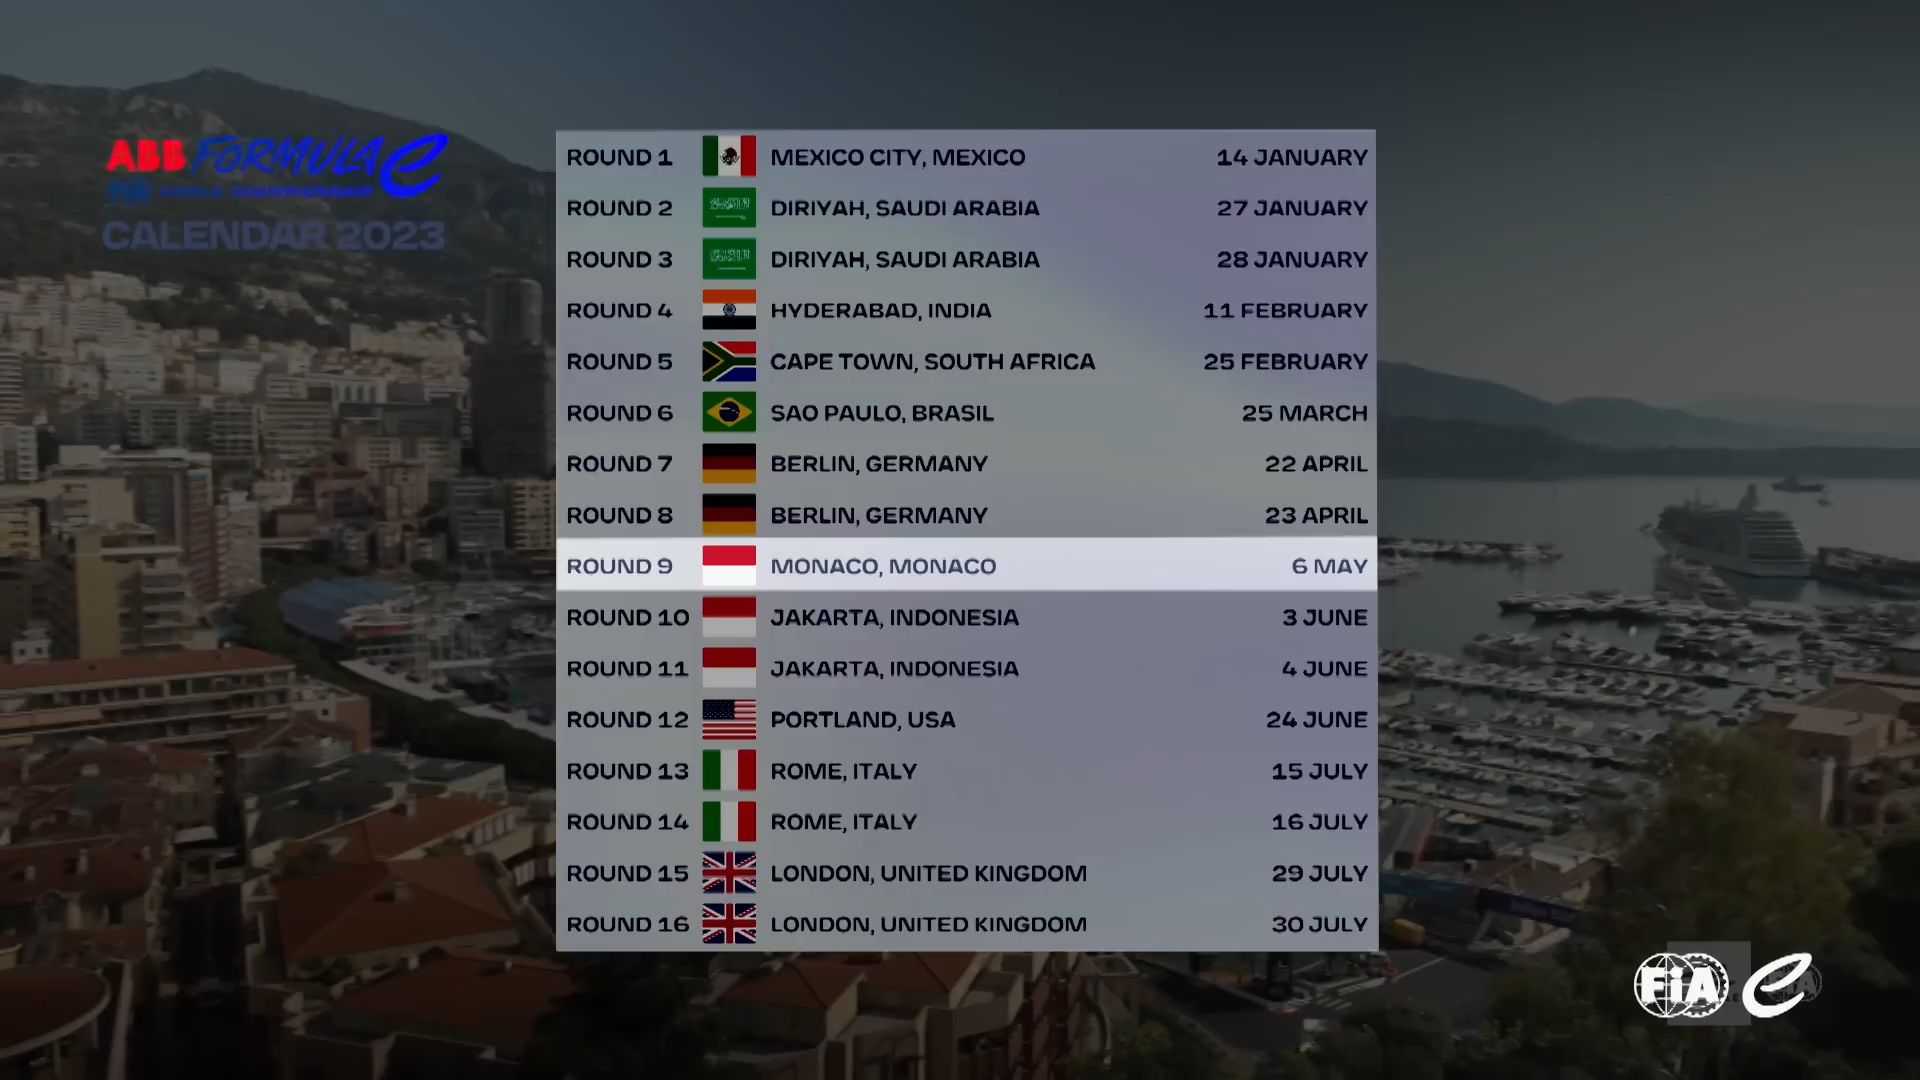 ABB FORMULA E
FIA WORLD CHAMPIONSHIP
CALENDAR 2023
ROUND 1 MEXICO CITY, MEXICO 14 JANUARY
ROUND 2 DIRIYAH, SAUDI ARABIA 27 JANUARY
ROUND 3 DIRIYAH, SAUDI ARABIA 28 JANUARY
ROUND 4 HYDERABAD, INDIA 11 FEBRUARY
ROUND 5 CAPE TOWN, SOUTH AFRICA 25 FEBRUARY
ROUND 6 SAO PAULO, BRASIL 25 MARCH
ROUND 7 BERLIN, GERMANY 22 APRIL
ROUND 8 BERLIN, GERMANY 23 APRIL
ROUND 9 MONACO, MONACO 6 MAY
ROUND 10 JAKARTA, INDONESIA 3 JUNE
ROUND 11 JAKARTA, INDONESIA 4 JUNE
ROUND 12 PORTLAND, USA 24 JUNE
ROUND 13 ROME, ITALY 15 JULY
ROUND 14 ROME, ITALY 16 JULY
ROUND 15 LONDON, UNITED KINGDOM 29 JULY
ROUND 16 LONDON, UNITED KINGDOM 30 JULY
FIA e